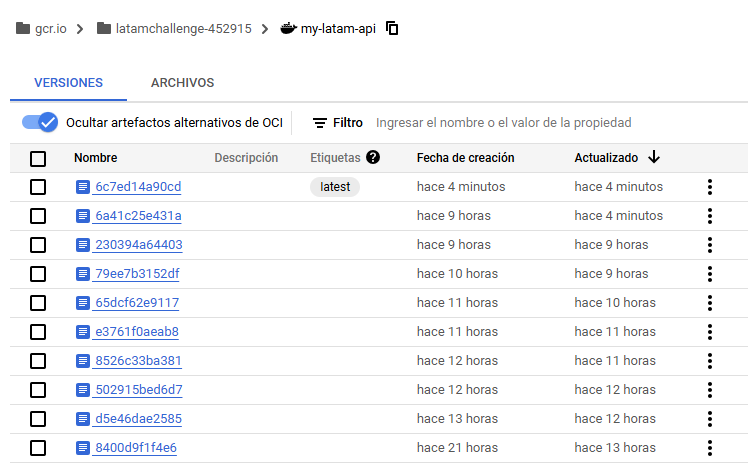 gcr.io > latamchallenge-452915 > my-latam-api
VERSIONES ARCHIVOS
Ocultar artefactos alternativos de OCI Filtro Ingresar el nombre o el valor de la propiedad
Nombre Descripción Etiquetas ? Fecha de creación Actualizado
6c7ed14a90cd latest hace 4 minutos hace 4 minutos
6a41c25e431a hace 9 horas hace 4 minutos
230394a64403 hace 9 horas hace 9 horas
79ee7b3152df hace 10 horas hace 9 horas
65dcf62e9117 hace 11 horas hace 10 horas
e3761f0aeab8 hace 11 horas hace 11 horas
8526c33ba381 hace 12 horas hace 11 horas
502915bed6d7 hace 12 horas hace 12 horas
d5e46dae2585 hace 13 horas hace 12 horas
8400d9f1f4e6 hace 21 horas hace 13 horas